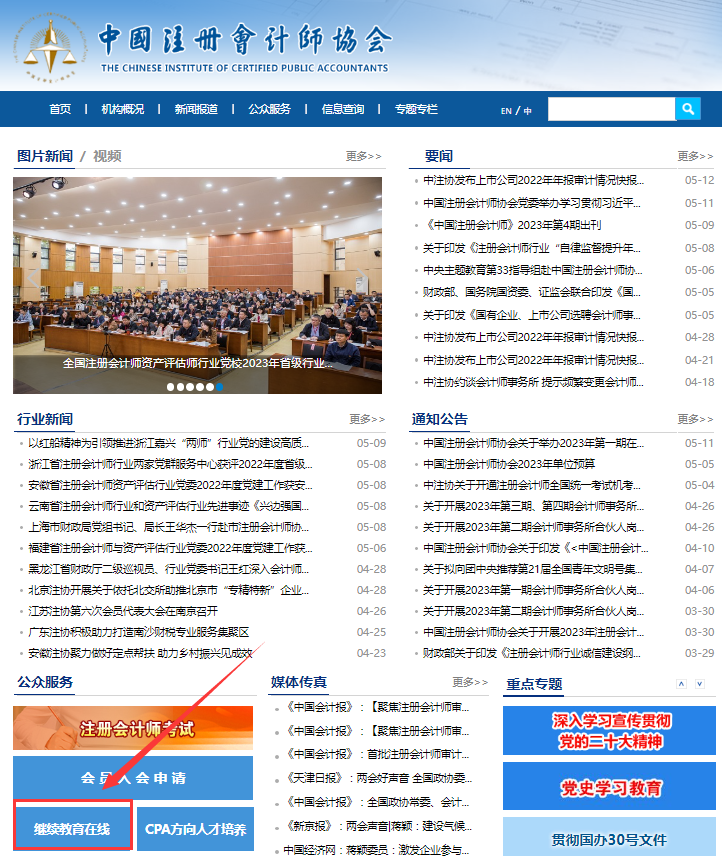 中國注册會计師協会
THE CHINESE INSTITUTE OF CERTIFIED PUBLIC ACCOUNTANTS
首页 | 机构概况 | 新闻报道 | 公众服务 | 信息查询 | 专题专栏
EN / 中
图片新闻 / 视频 更多>>
全国注册会计师资产评估师行业党校2023年省级行业...
要闻 更多>>
中注协发布上市公司2022年年报审计情况快报... 05-12
中国注册会计师协会党委举办学习贯彻习近平... 05-11
《中国注册会计师》2023年第4期出刊 05-09
关于印发《注册会计师行业“自律监督提升年... 05-08
中央主题教育第33指导组赴中国注册会计师协... 05-06
财政部、国务院国资委、证监会联合印发《国... 05-05
关于印发《国有企业、上市公司选聘会计师事... 05-05
中注协发布上市公司2022年年报审计情况快报... 04-28
中注协发布上市公司2022年年报审计情况快报... 04-21
中注协约谈会计师事务所 提示频繁变更会计师... 04-18
行业新闻 更多>>
以红船精神为引领推进浙江嘉兴“两师”行业党的建设高质... 05-09
浙江省注册会计师行业两家党群服务中心获评2022年度省级... 05-08
安徽省注册会计师资产评估行业党委2022年度党建工作获安... 05-08
云南省注册会计师行业和资产评估行业先进事迹《兴边强国... 05-08
上海市财政局党组书记、局长王华杰一行赴市注册会计师协... 05-08
福建省注册会计师与资产评估行业党委2022年度党建工作获... 05-06
黑龙江省财政厅二级巡视员、行业党委书记王红深入会计师... 04-28
北京注协开展关于依托北交所助推北京市“专精特新”企业... 04-28
江苏注协第六次会员代表大会在南京召开 04-26
广东注协积极助力打造南沙财税专业服务集聚区 04-25
安徽注协聚力做好定点帮扶 助力乡村振兴见成效 04-23
通知公告 更多>>
中国注册会计师协会关于举办2023年第一期在... 05-11
中国注册会计师协会2023年单位预算 05-05
中注协关于开通注册会计师全国统一考试机考... 05-04
关于开展2023年第三期、第四期会计师事务所... 04-26
关于开展2023年第二期会计师事务所合伙人岗... 04-26
中国注册会计师协会关于印发《<中国注册会计... 04-10
关于拟向团中央推荐第21届全国青年文明号集... 04-07
关于开展2023年第一期会计师事务所合伙人岗... 04-06
关于开展2023年第二期会计师事务所合伙人岗... 03-30
中国注册会计师协会关于开展2023年注册会计... 03-30
财政部关于印发《注册会计师行业诚信建设纲... 03-29
公众服务
注册会计师考试
会员入会申请
继续教育在线
CPA方向人才培养
媒体传真 更多>>
《中国会计报》：【聚焦注册会计师审...
《中国会计报》：【聚焦注册会计师审...
《中国会计报》：首批注册会计师审计...
《天津日报》：两会好声音 全国政协委...
《中国会计报》：全国政协常委、会计...
《新京报》：两会声音|蒋颖：建设气候...
中国经济网：蒋颖委员：激发企业参与...
重点专题
深入学习宣传贯彻
党的二十大精神
党史学习教育
贯彻国办30号文件